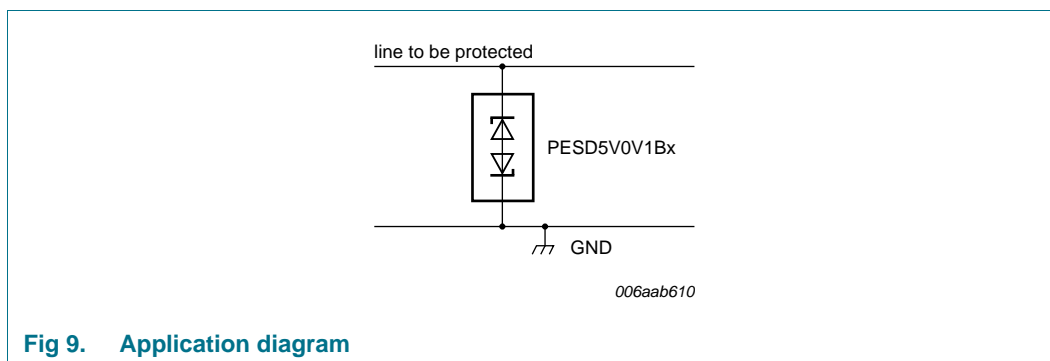 line to be protected
PESD5V0V1Bx
GND
006aab610
Fig 9. Application diagram